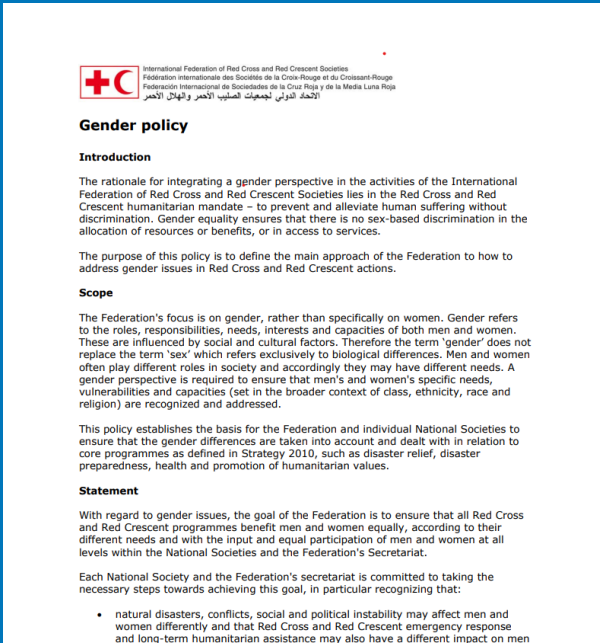 International Federation of Red Cross and Red Crescent Societies
Fédération internationale des Sociétés de la Croix-Rouge et du Croissant-Rouge
Federación Internacional de Sociedades de la Cruz Roja y de la Media Luna Roja
الاتحاد الدولي لجمعيات الصليب الأحمر والهلال الأحمر
Gender policy
Introduction
The rationale for integrating a gender perspective in the activities of the International
Federation of Red Cross and Red Crescent Societies lies in the Red Cross and Red
Crescent humanitarian mandate – to prevent and alleviate human suffering without
discrimination. Gender equality ensures that there is no sex-based discrimination in the
allocation of resources or benefits, or in access to services.
The purpose of this policy is to define the main approach of the Federation to how to
address gender issues in Red Cross and Red Crescent actions.
Scope
The Federation's focus is on gender, rather than specifically on women. Gender refers
to the roles, responsibilities, needs, interests and capacities of both men and women.
These are influenced by social and cultural factors. Therefore the term ‘gender’ does not
replace the term ‘sex’ which refers exclusively to biological differences. Men and women
often play different roles in society and accordingly they may have different needs. A
gender perspective is required to ensure that men's and women's specific needs,
vulnerabilities and capacities (set in the broader context of class, ethnicity, race and
religion) are recognized and addressed.
This policy establishes the basis for the Federation and individual National Societies to
ensure that the gender differences are taken into account and dealt with in relation to
core programmes as defined in Strategy 2010, such as disaster relief, disaster
preparedness, health and promotion of humanitarian values.
Statement
With regard to gender issues, the goal of the Federation is to ensure that all Red Cross
and Red Crescent programmes benefit men and women equally, according to their
different needs and with the input and equal participation of men and women at all
levels within the National Societies and the Federation's Secretariat.
Each National Society and the Federation's secretariat is committed to taking the
necessary steps towards achieving this goal, in particular recognizing that:
• natural disasters, conflicts, social and political instability may affect men and
women differently and that Red Cross and Red Crescent emergency response
and long-term humanitarian assistance may also have a different impact on men